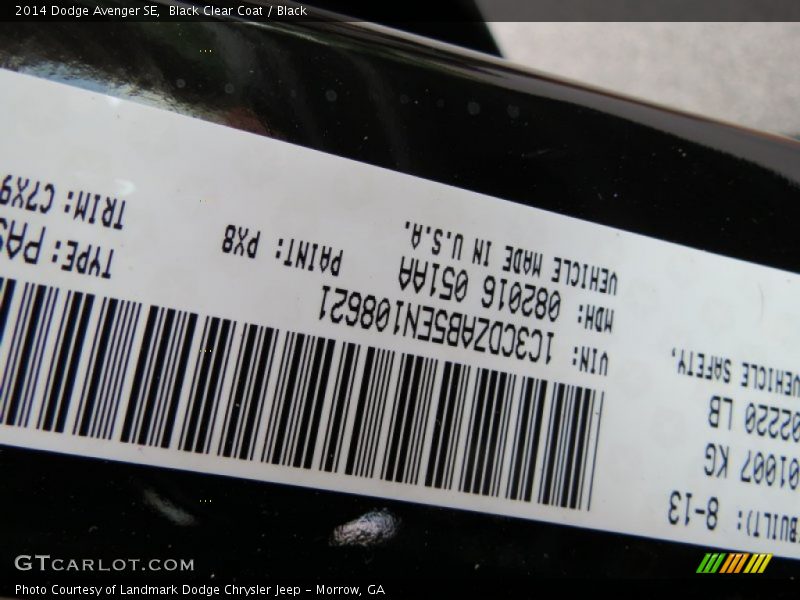 2014 Dodge Avenger SE,  Black Clear Coat / Black
BUILT): 8-13
01007 KG
02220 LB
VEHICLE SAFETY.
VIN: 1C3CDZAB5EN108621
MDH: 082016 051AA
VEHICLE MADE IN U.S.A.
PAINT: PX8
TYPE: PAS
TRIM: C7X9
GTCARLOT.COM
Photo Courtesy of Landmark Dodge Chrysler Jeep - Morrow, GA